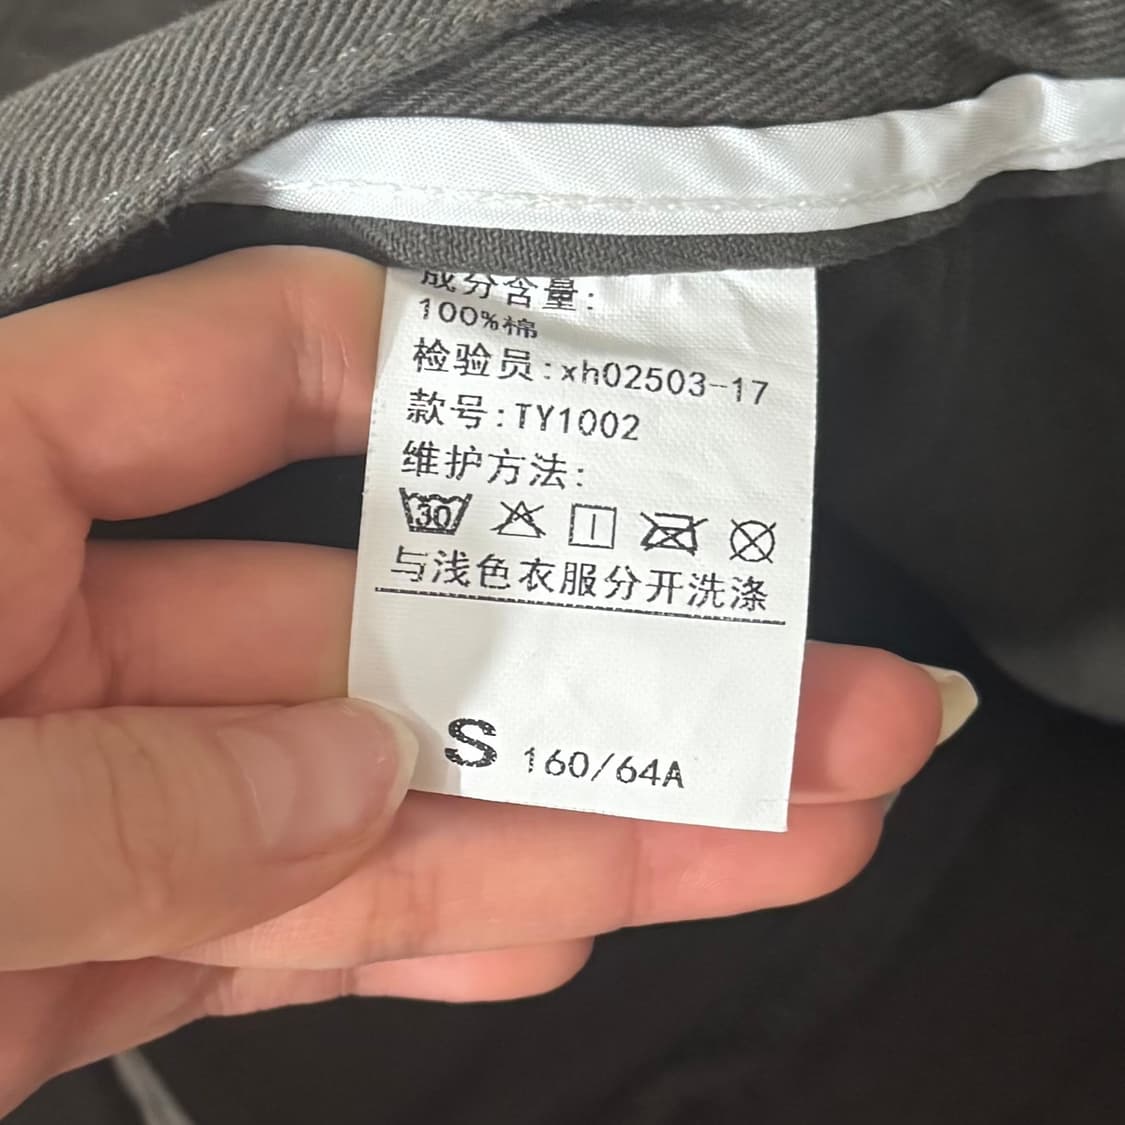 成分含量:
100%棉
检验员:xh02503-17
款号:TY1002
维护方法:
30
与浅色衣服分开洗涤
S 160/64A